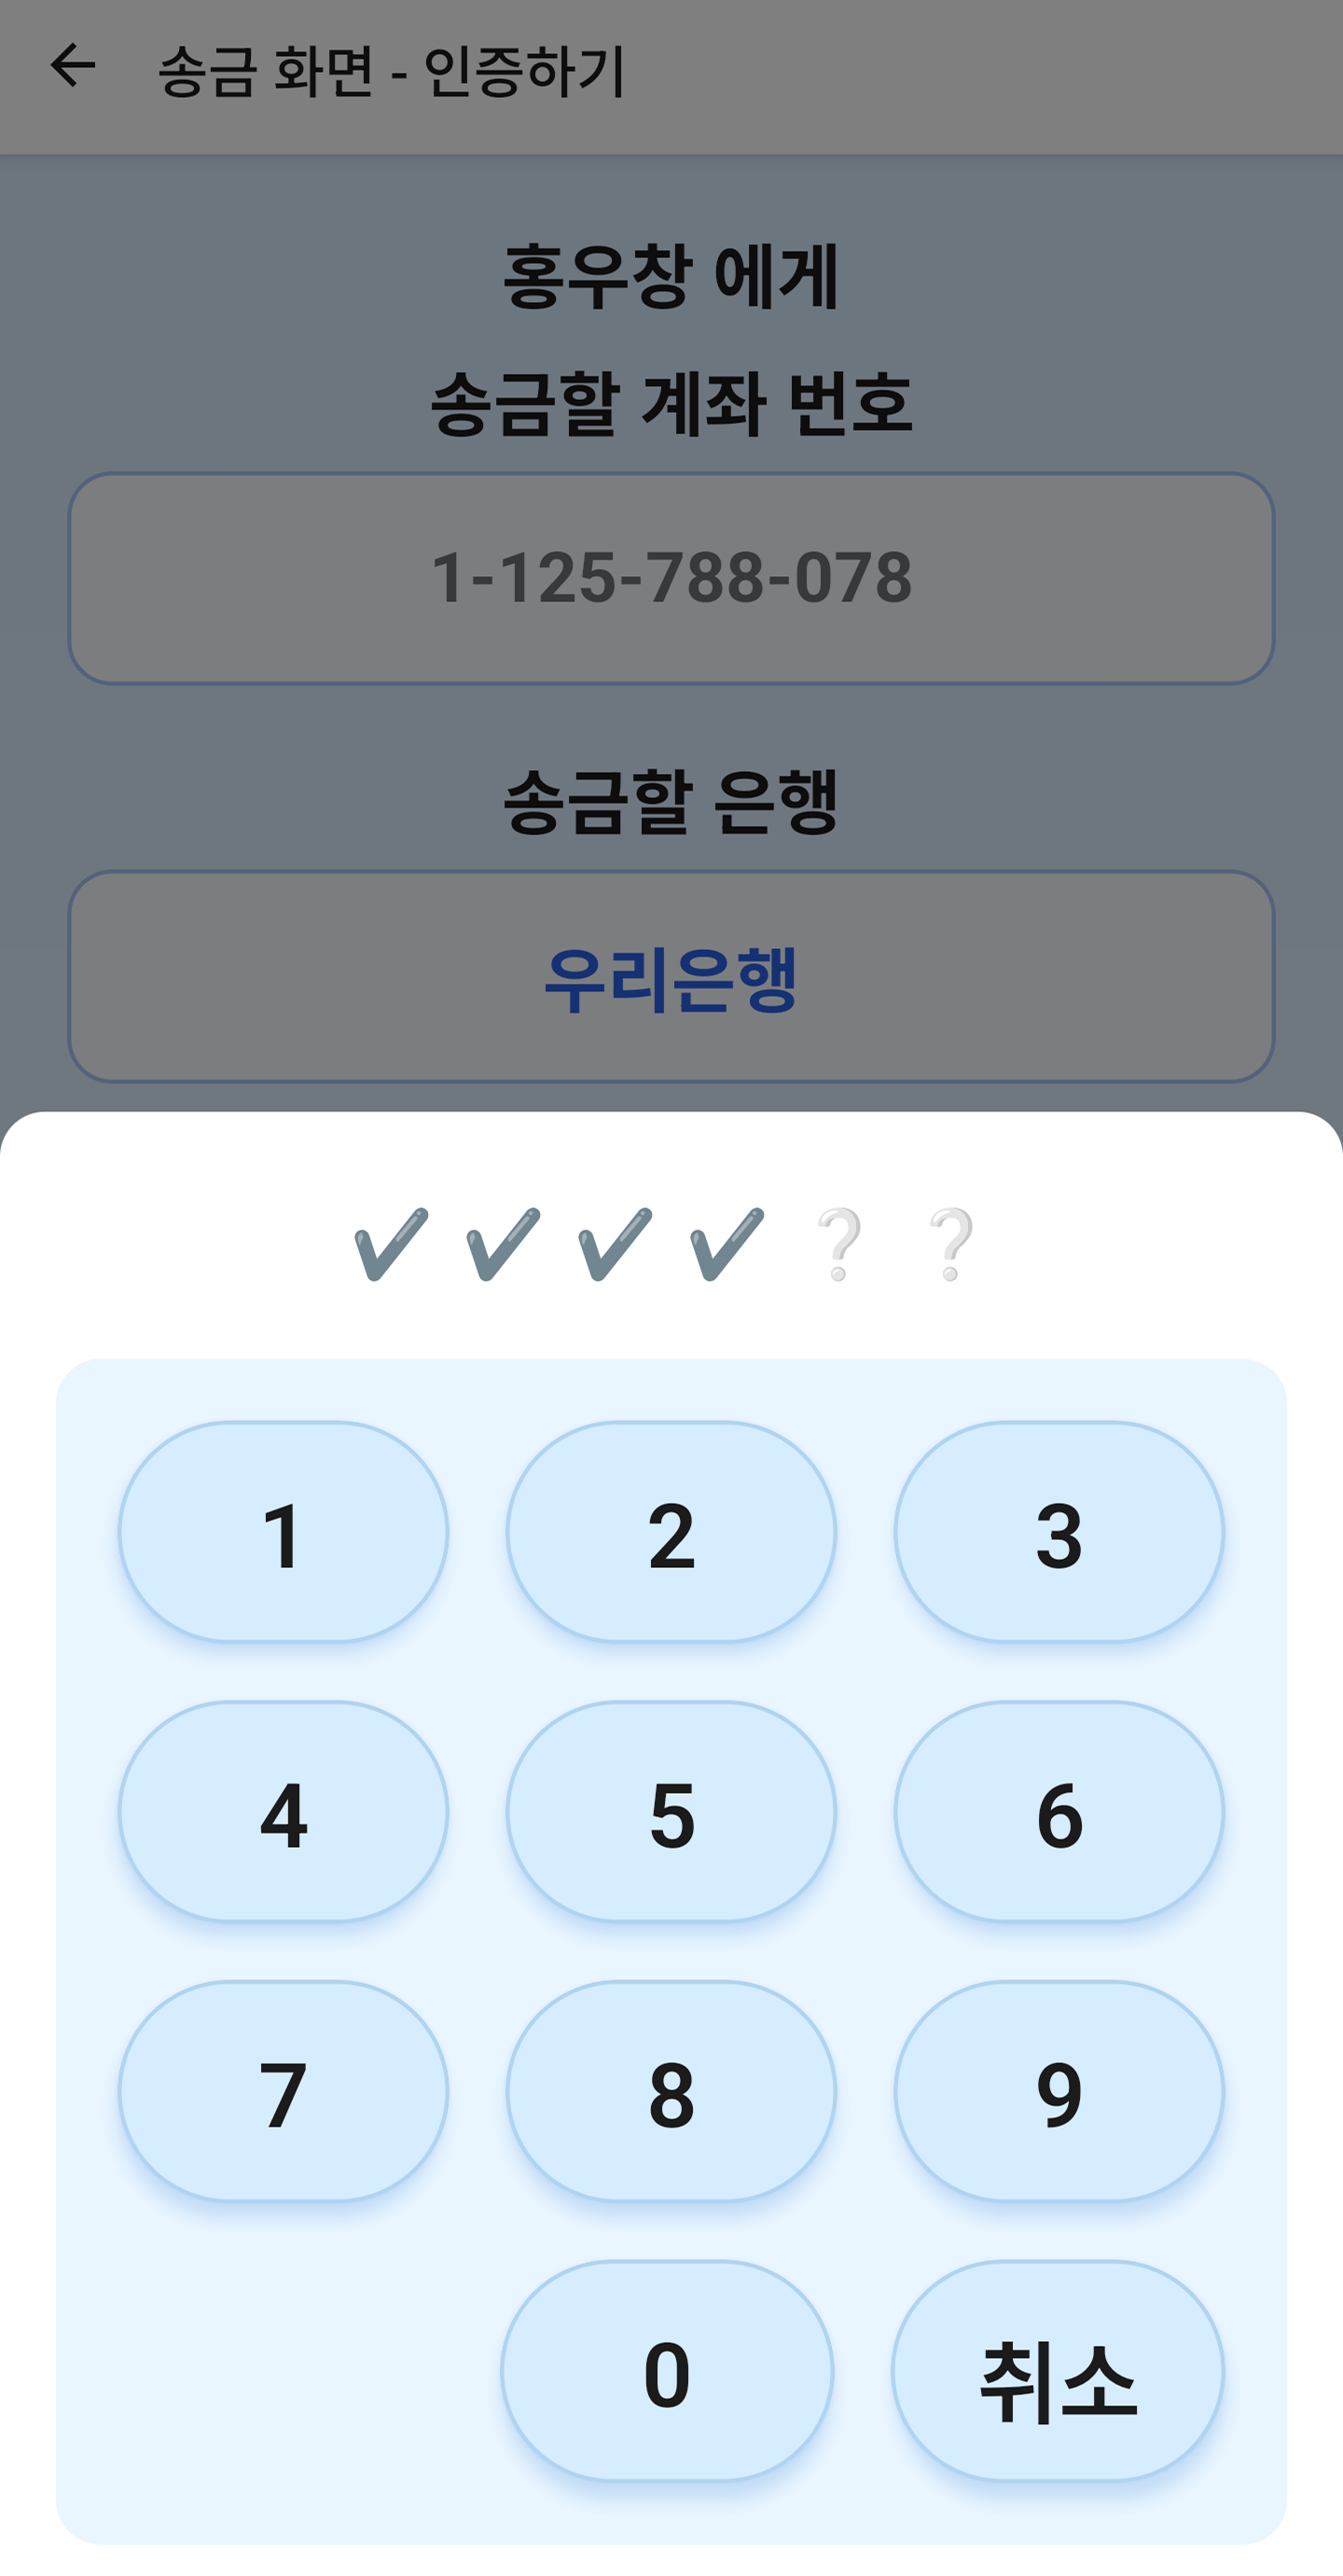 송금 화면 - 인증하기
홍우창 에게
송금할 계좌 번호
1-125-788-078
송금할 은행
우리은행
✔ ✔ ✔ ✔ ❔ ❔
1 2 3
4 5 6
7 8 9
0 취소